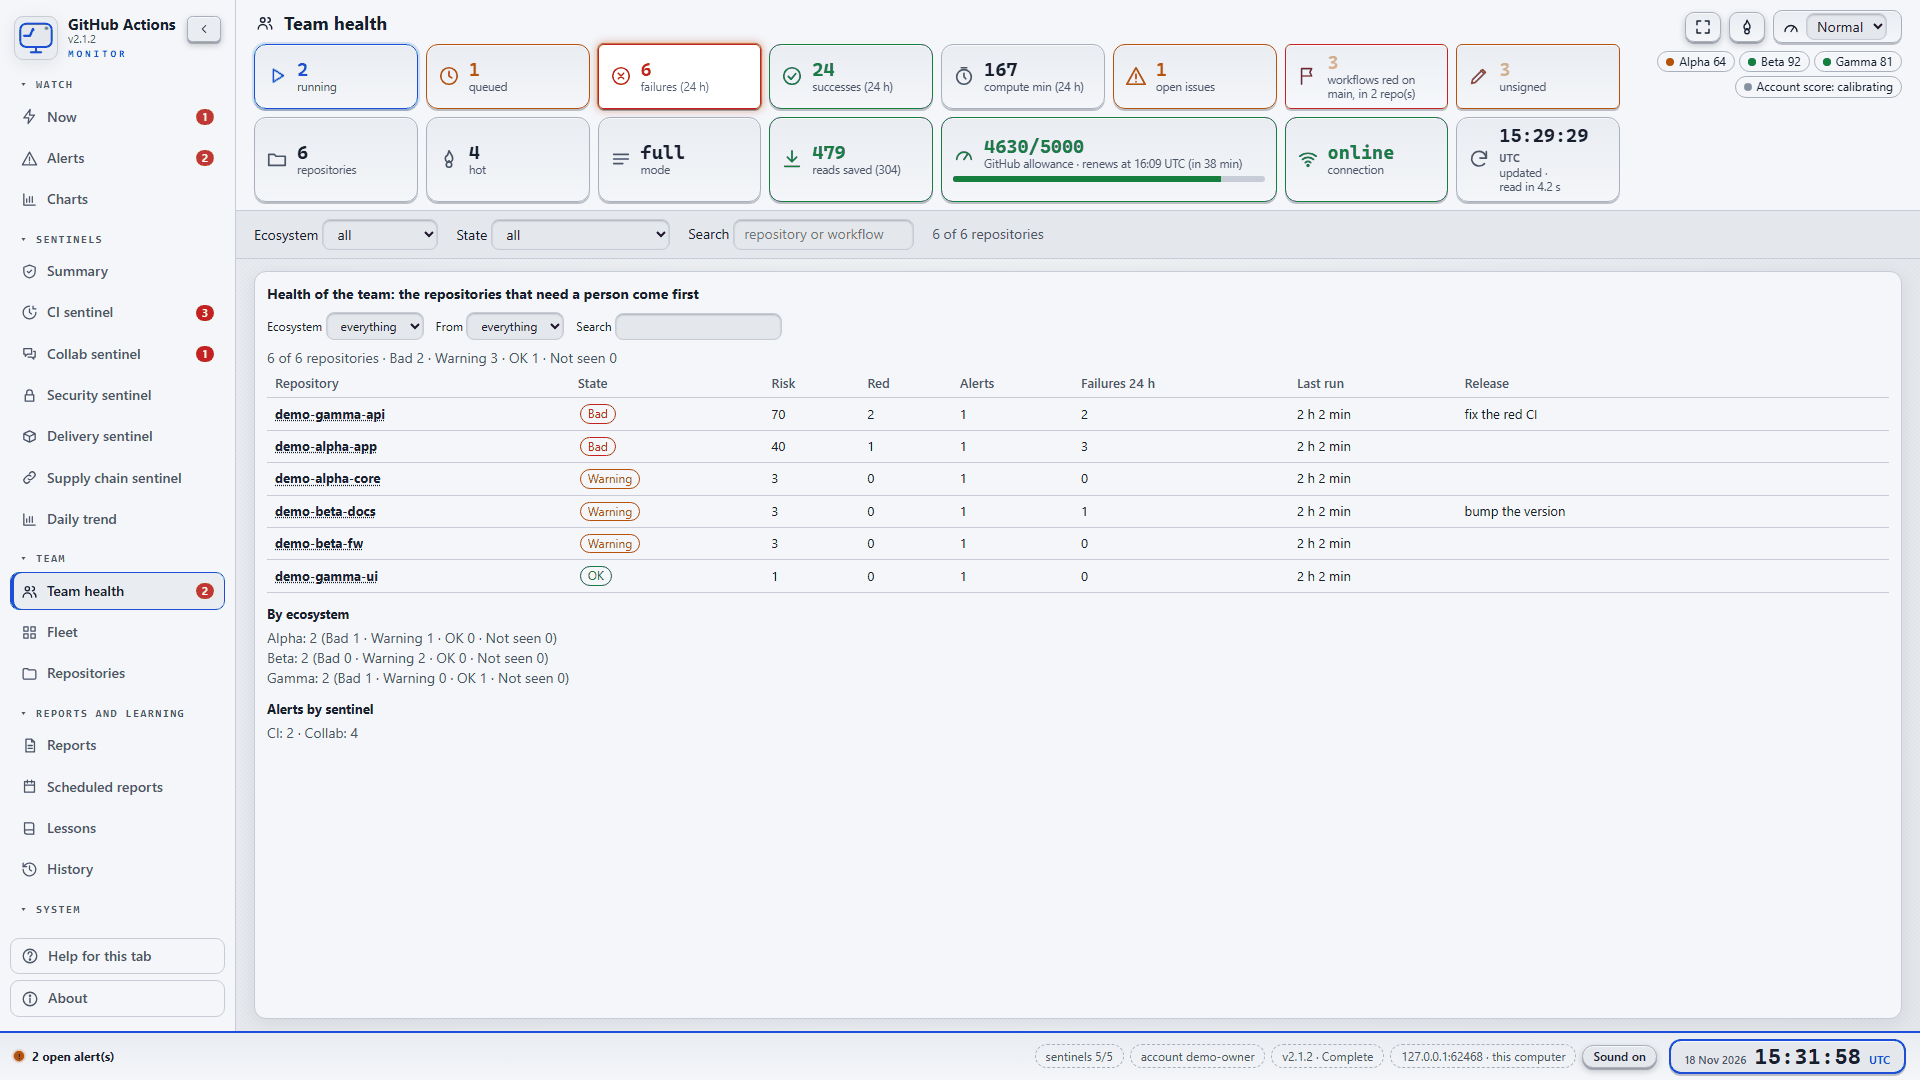 GitHub Actions
v2.1.2
MONITOR
WATCH
Now 1
Alerts 2
Charts
SENTINELS
Summary
CI sentinel 3
Collab sentinel 1
Security sentinel
Delivery sentinel
Supply chain sentinel
Daily trend
TEAM
Team health 2
Fleet
Repositories
REPORTS AND LEARNING
Reports
Scheduled reports
Lessons
History
SYSTEM
Help for this tab
About
Team health
2
running
1
queued
6
failures (24 h)
24
successes (24 h)
167
compute min (24 h)
1
open issues
3
workflows red on
main, in 2 repo(s)
3
unsigned
Normal
Alpha 64
Beta 92
Gamma 81
Account score: calibrating
6
repositories
4
hot
full
mode
479
reads saved (304)
4630/5000
GitHub allowance · renews at 16:09 UTC (in 38 min)
online
connection
15:29:29
UTC
updated ·
read in 4.2 s
Ecosystem all State all Search repository or workflow 6 of 6 repositories
Health of the team: the repositories that need a person come first
Ecosystem everything From everything Search
6 of 6 repositories · Bad 2 · Warning 3 · OK 1 · Not seen 0
Repository State Risk Red Alerts Failures 24 h Last run Release
demo-gamma-api Bad 70 2 1 2 2 h 2 min fix the red CI
demo-alpha-app Bad 40 1 1 3 2 h 2 min
demo-alpha-core Warning 3 0 1 0 2 h 2 min
demo-beta-docs Warning 3 0 1 1 2 h 2 min bump the version
demo-beta-fw Warning 3 0 1 0 2 h 2 min
demo-gamma-ui OK 1 0 1 0 2 h 2 min
By ecosystem
Alpha: 2 (Bad 1 · Warning 1 · OK 0 · Not seen 0)
Beta: 2 (Bad 0 · Warning 2 · OK 0 · Not seen 0)
Gamma: 2 (Bad 1 · Warning 0 · OK 1 · Not seen 0)
Alerts by sentinel
CI: 2 · Collab: 4
2 open alert(s)
sentinels 5/5
account demo-owner
v2.1.2 · Complete
127.0.0.1:62468 · this computer
Sound on
18 Nov 2026 15:31:58 UTC